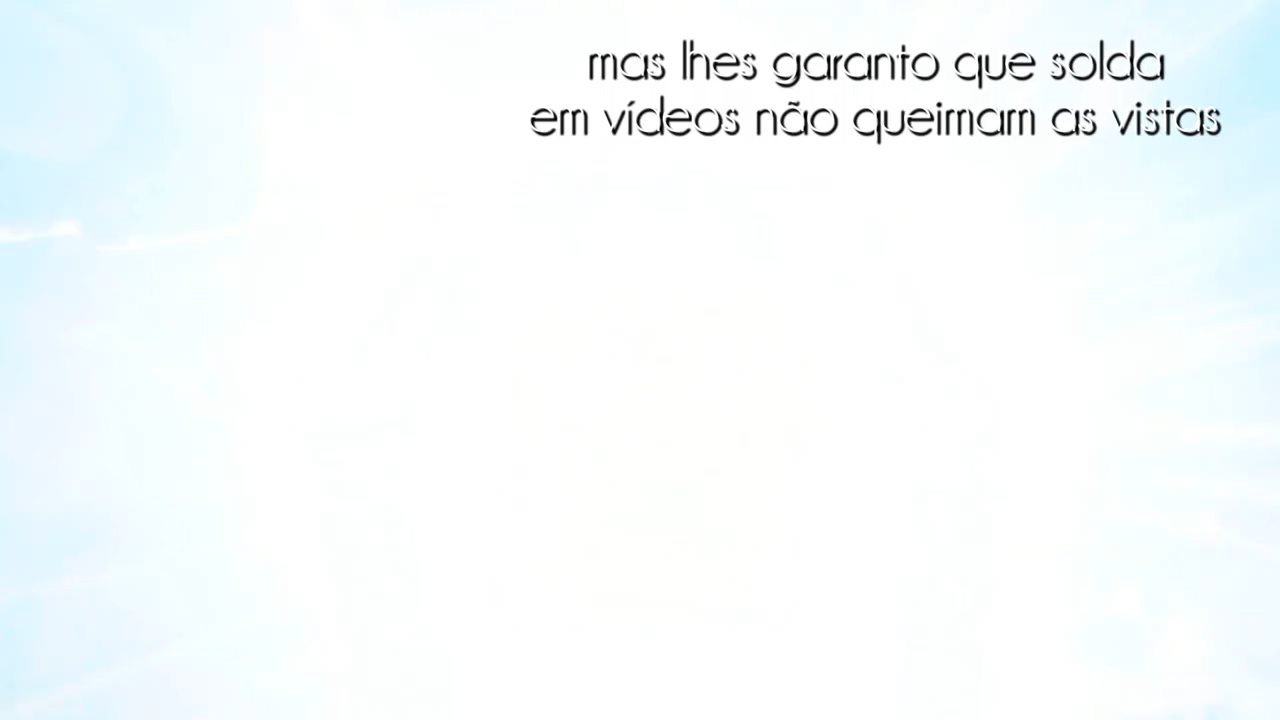 mas lhes garanto que solda
em vídeos não queimam as vistas